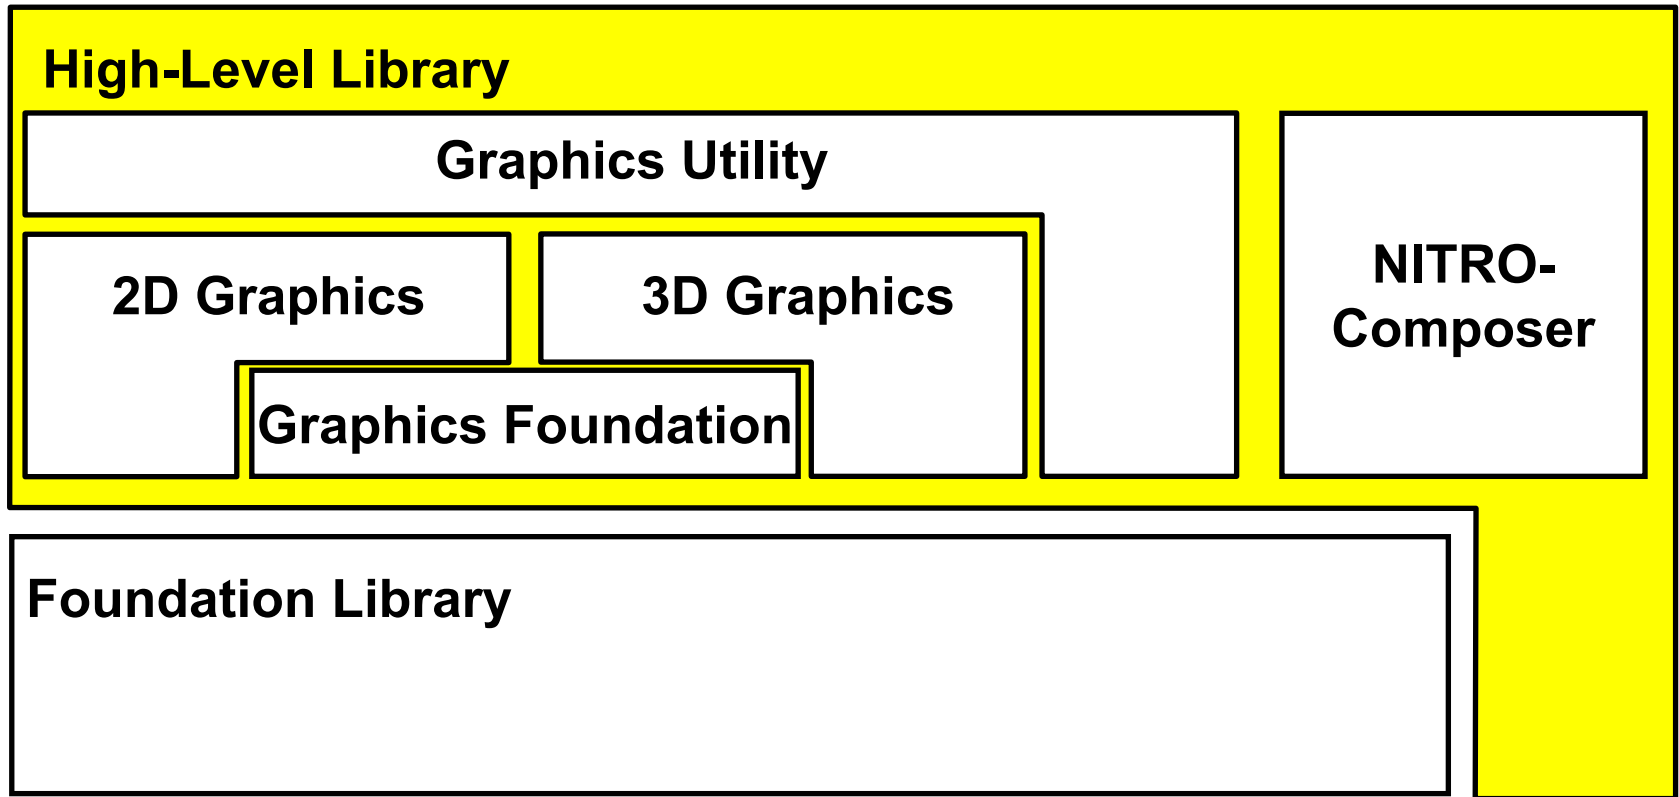 High-Level Library
Graphics Utility
2D Graphics
3D Graphics
NITRO-
Composer
Graphics Foundation
Foundation Library